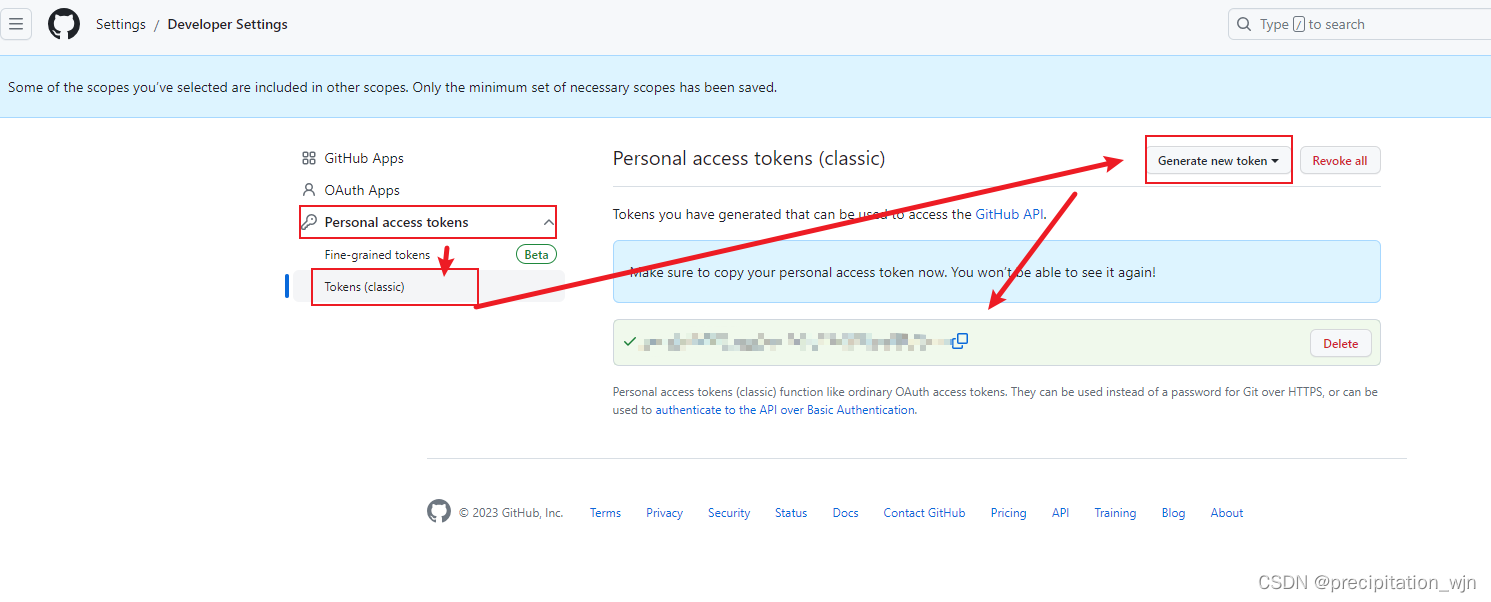 Settings / Developer Settings
Type / to search
Some of the scopes you've selected are included in other scopes. Only the minimum set of necessary scopes has been saved.
GitHub Apps
OAuth Apps
Personal access tokens
Fine-grained tokens Beta
Tokens (classic)
Personal access tokens (classic)
Generate new token
Revoke all
Tokens you have generated that can be used to access the GitHub API.
Make sure to copy your personal access token now. You won't be able to see it again!
Delete
Personal access tokens (classic) function like ordinary OAuth access tokens. They can be used instead of a password for Git over HTTPS, or can be
used to authenticate to the API over Basic Authentication.
© 2023 GitHub, Inc. Terms Privacy Security Status Docs Contact GitHub Pricing API Training Blog About
CSDN @precipitation_wjn